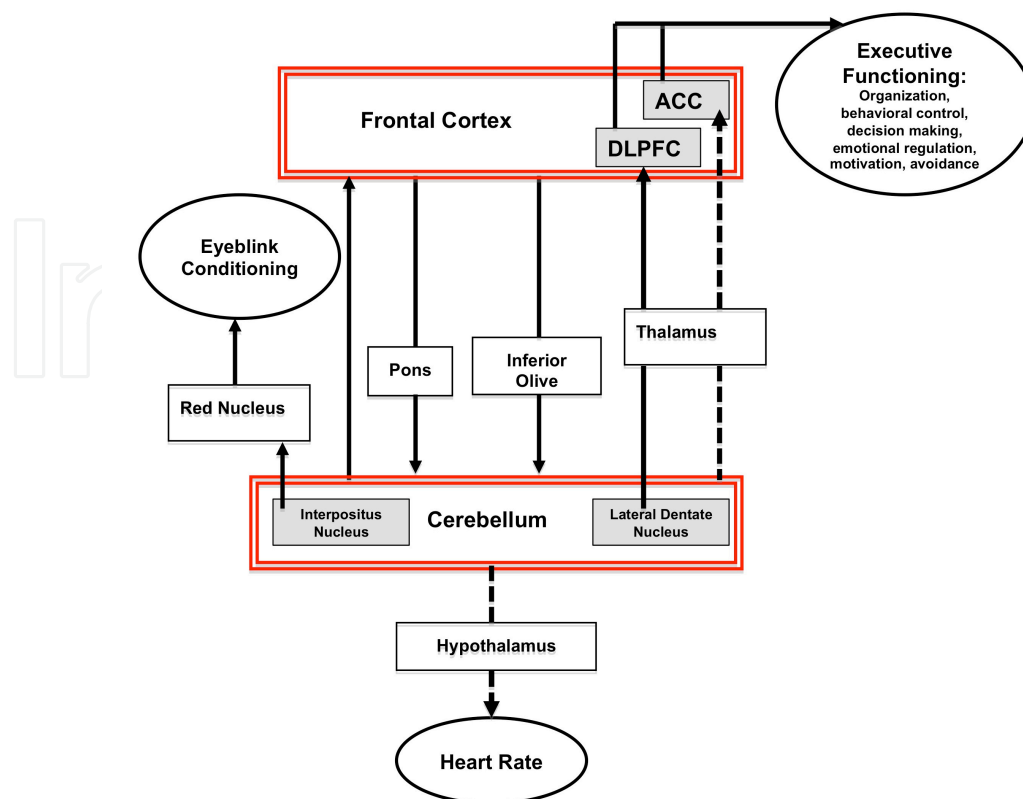 Executive
Functioning:
Organization,
behavioral control,
decision making,
emotional regulation,
motivation, avoidance
ACC
Frontal Cortex
DLPFC
Eyeblink
Conditioning
Thalamus
Pons
Inferior
Olive
Red Nucleus
Interpositus
Nucleus
Cerebellum
Lateral Dentate
Nucleus
Hypothalamus
Heart Rate